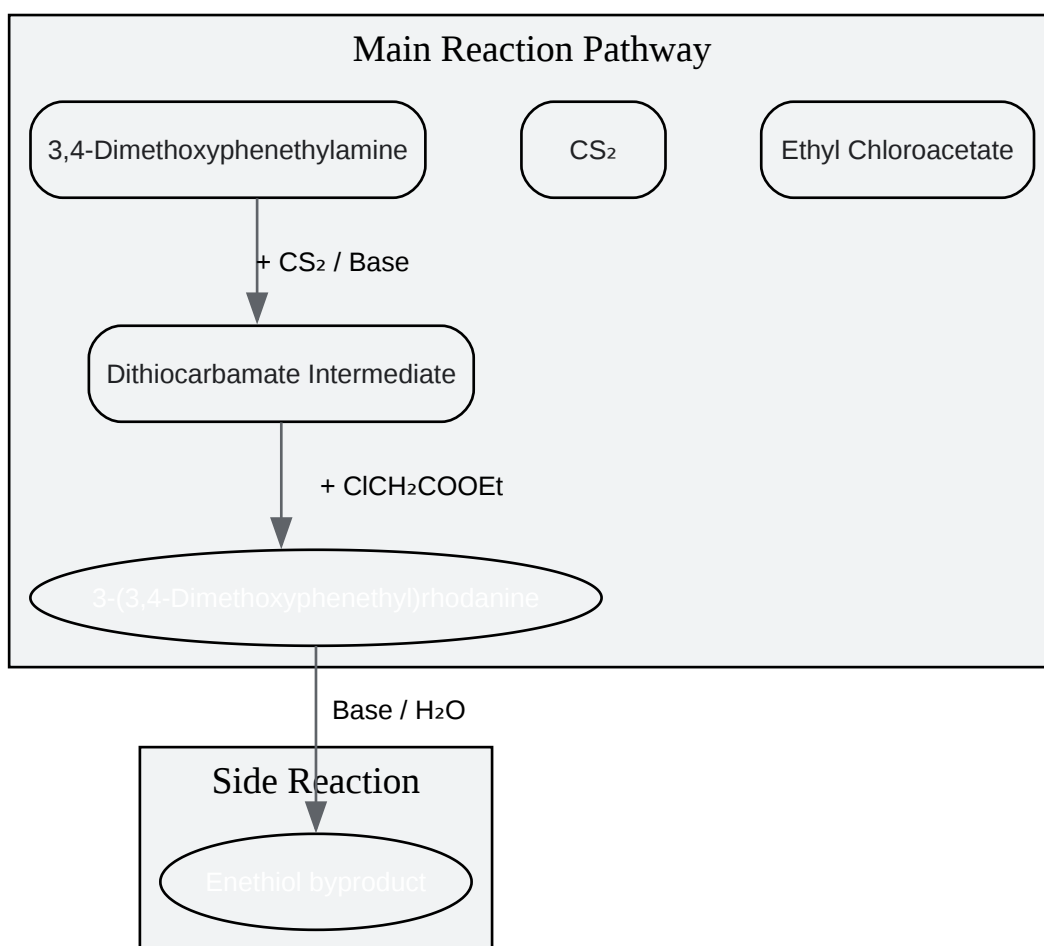 Main Reaction Pathway
3,4-Dimethoxyphenethylamine
CS₂
Ethyl Chloroacetate
+ CS₂ / Base
Dithiocarbamate Intermediate
+ ClCH₂COOEt
3-(3,4-Dimethoxyphenethyl)rhodanine
Base / H₂O
Side Reaction
Enethiol byproduct